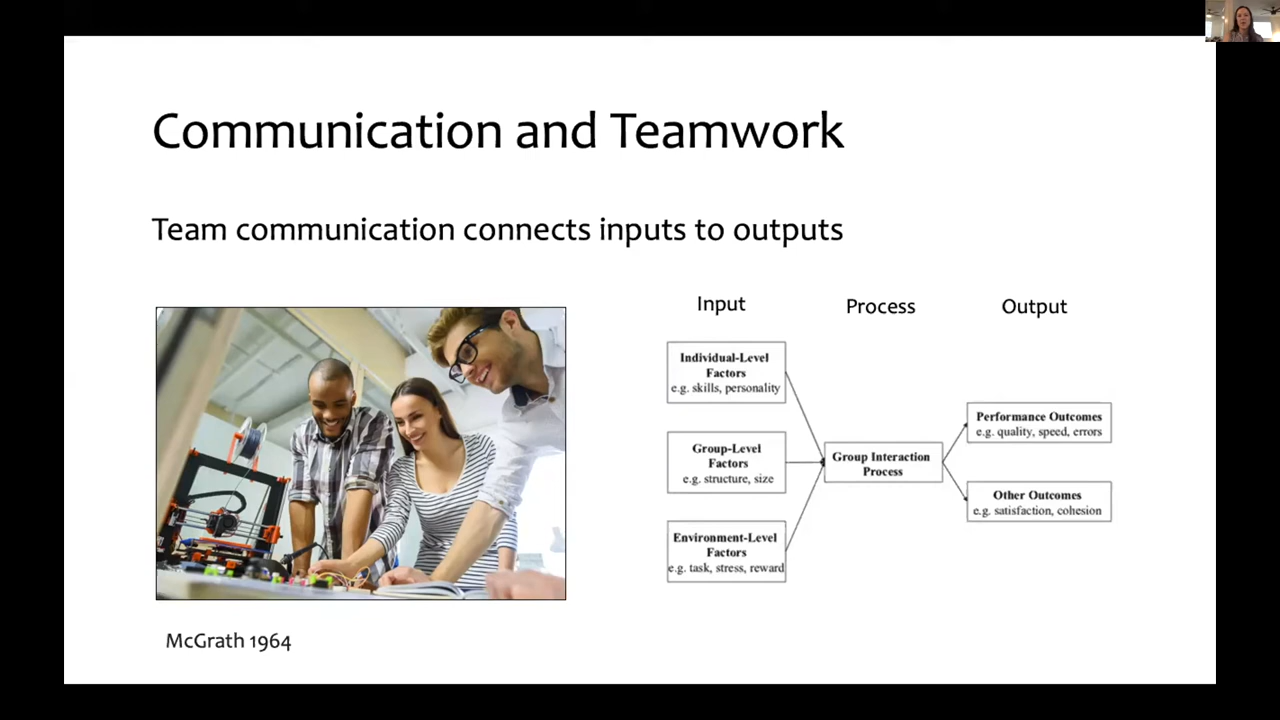 Communication and Teamwork
Team communication connects inputs to outputs
Input
Process
Output
Individual-Level
Factors
e.g. skills, personality
Group-Level
Factors
e.g. structure, size
Environment-Level
Factors
e.g. task, stress, reward
Group Interaction
Process
Performance Outcomes
e.g. quality, speed, errors
Other Outcomes
e.g. satisfaction, cohesion
McGrath 1964